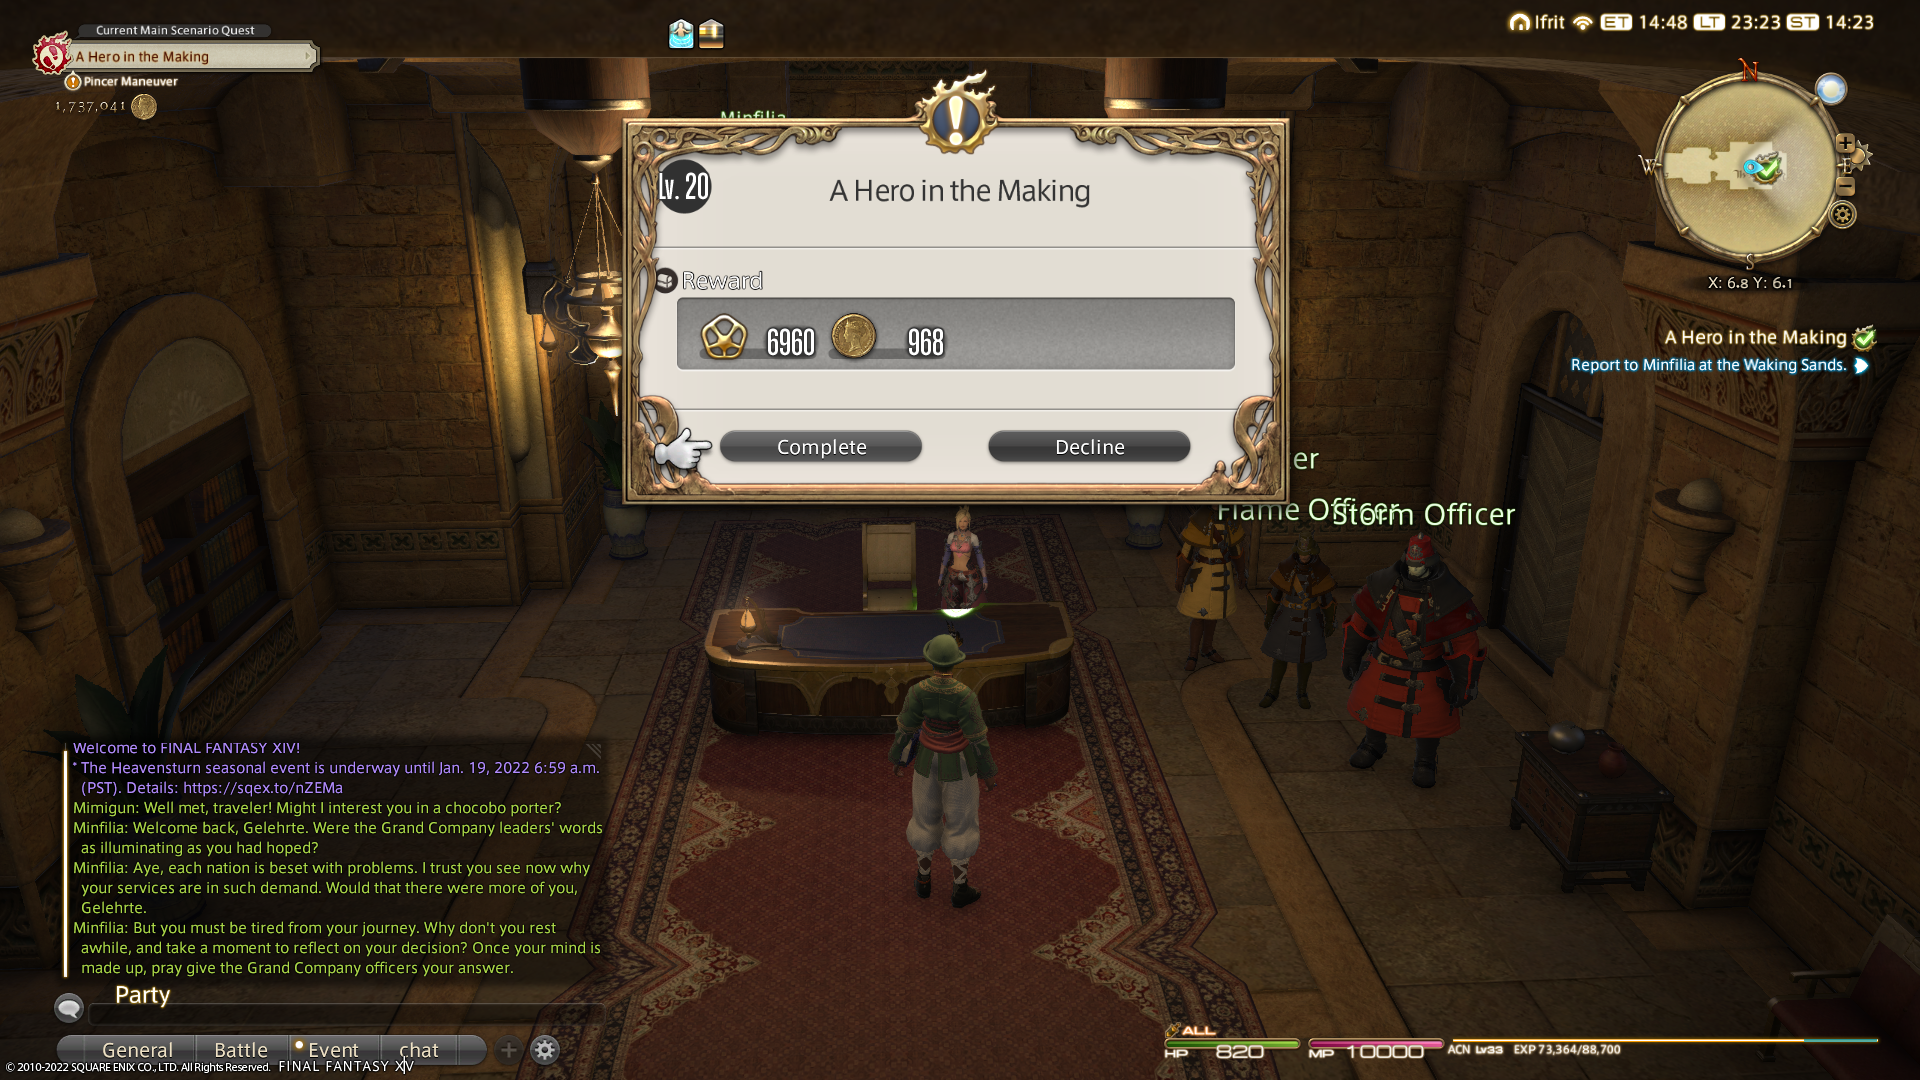 Current Main Scenario Quest
A Hero in the Making
Pincer Maneuver
1,737,041
Ifrit ET 14:48 LT 23:23 ST 14:23
N
W
E
S
X: 6.8 Y: 6.1
A Hero in the Making
Report to Minfilia at the Waking Sands.
Minfilia
Lv. 20
A Hero in the Making
Reward
6960
968
Complete
Decline
er
Flame Officer
Storm Officer
Welcome to FINAL FANTASY XIV!
* The Heavensturn seasonal event is underway until Jan. 19, 2022 6:59 a.m.
(PST). Details: https://sqex.to/nZEMa
Mimigun: Well met, traveler! Might I interest you in a chocobo porter?
Minfilia: Welcome back, Gelehrte. Were the Grand Company leaders' words
as illuminating as you had hoped?
Minfilia: Aye, each nation is beset with problems. I trust you see now why
your services are in such demand. Would that there were more of you,
Gelehrte.
Minfilia: But you must be tired from your journey. Why don't you rest
awhile, and take a moment to reflect on your decision? Once your mind is
made up, pray give the Grand Company officers your answer.
Party
General Battle Event chat
© 2010-2022 SQUARE ENIX CO., LTD. All Rights Reserved. FINAL FANTASY XIV
ALL
HP 820 MP 10000 ACN Lv33 EXP 73,364/88,700